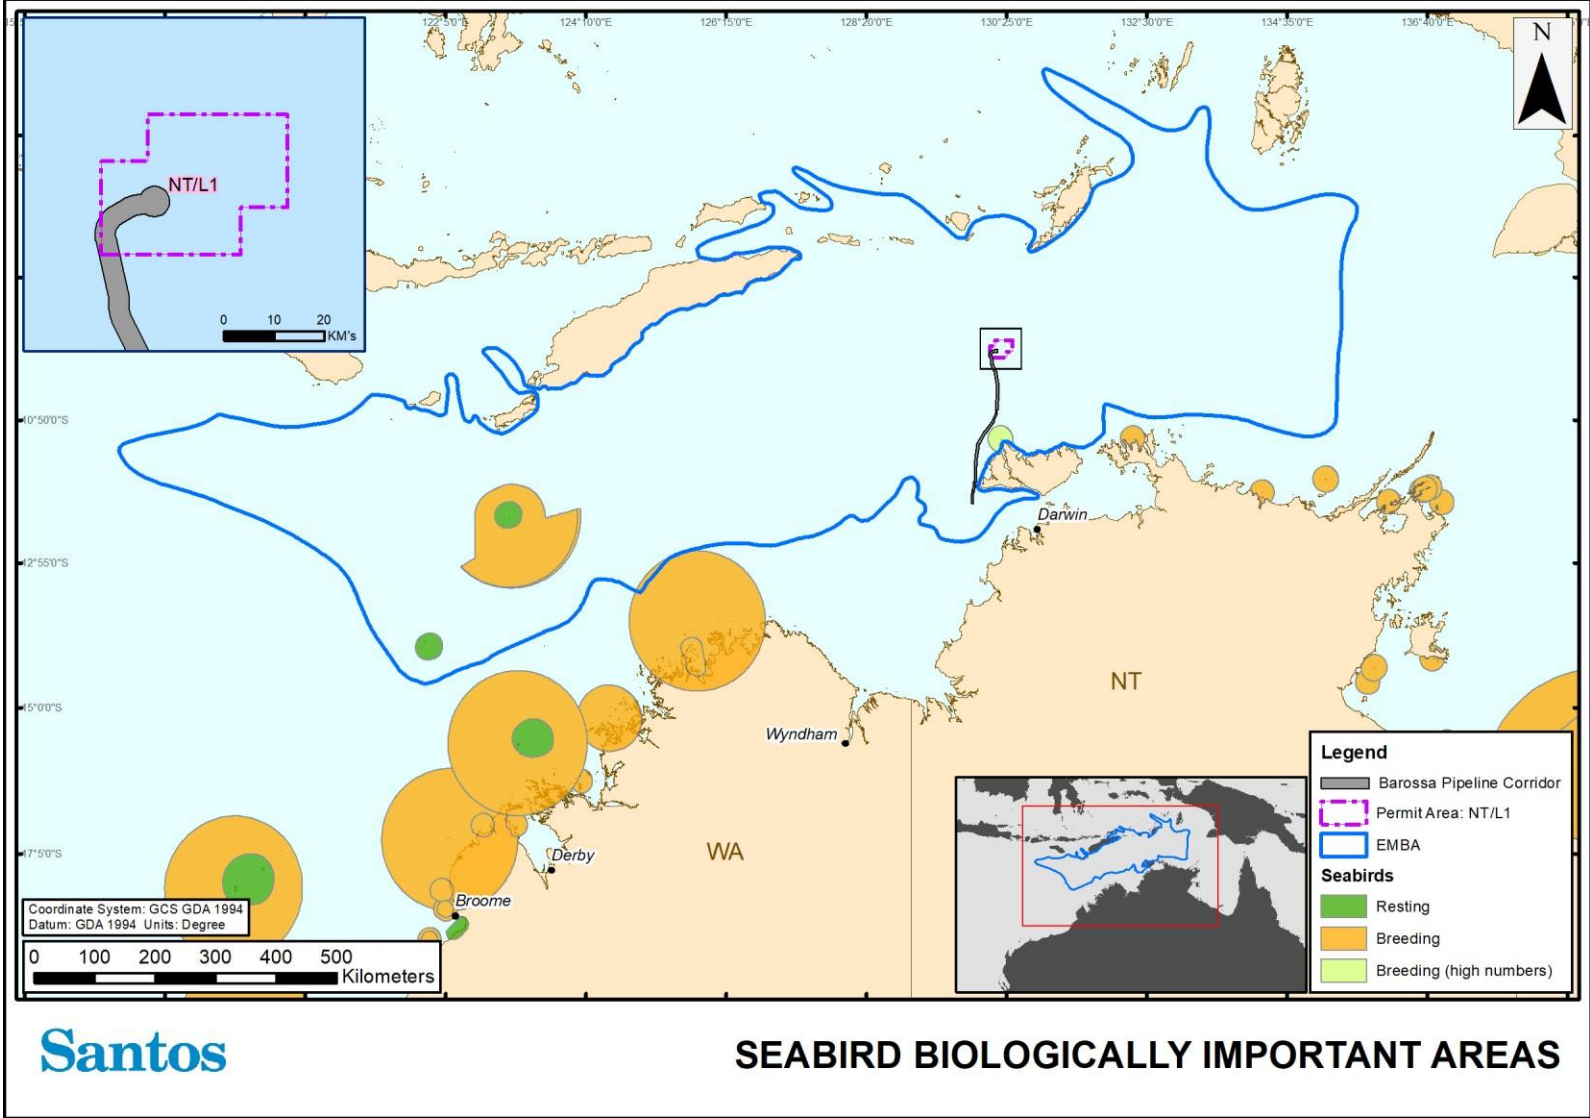 122°5'0"E 124°10'0"E 126°15'0"E 128°20'0"E 130°25'0"E 132°30'0"E 134°35'0"E 136°40'0"E
N
NT/L1
0 10 20
KM's
10°50'0"S
12°55'0"S
15°0'0"S
17°5'0"S
Darwin
NT
Wyndham
WA
Derby
Broome
Legend
Barossa Pipeline Corridor
Permit Area: NT/L1
EMBA
Seabirds
Resting
Breeding
Breeding (high numbers)
Coordinate System: GCS GDA 1994
Datum: GDA 1994 Units: Degree
0 100 200 300 400 500
Kilometers
Santos
SEABIRD BIOLOGICALLY IMPORTANT AREAS